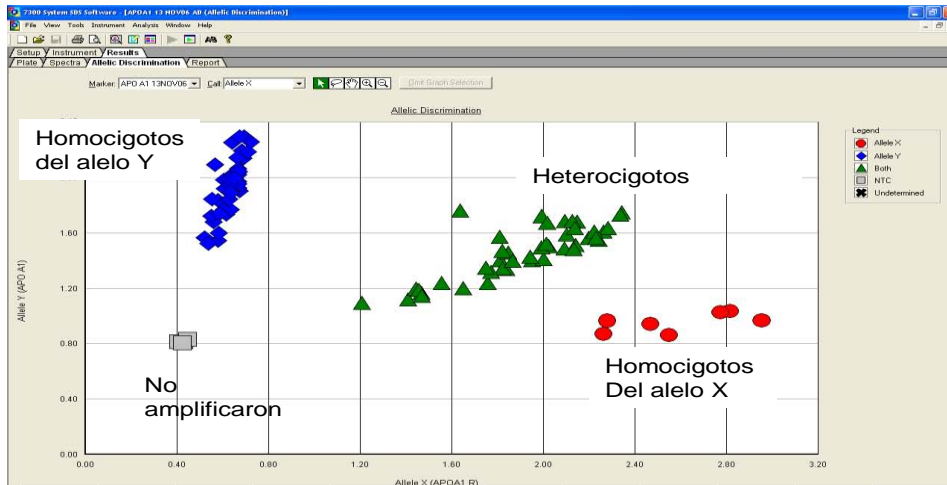 7300 System SDS Software - [APOA1 13 NOV06 AD (Allelic Discrimination)]
File View Tools Instrument Analysis Window Help
Setup Instrument Results
Plate Spectra Allelic Discrimination Report
Marker: APO A1 13NOV06 Call: Allele X Omit Graph Selection
Allelic Discrimination
Homocigotos
del alelo Y
Heterocigotos
Legend
Allele X
Allele Y
Both
NTC
Undetermined
1.60
1.20
0.80
0.40
0.00
Allele Y (APO A1)
No
amplificaron
Homocigotos
Del alelo X
0.00 0.40 0.80 1.20 1.60 2.00 2.40 2.80 3.20
Allele X (APOA1 R)